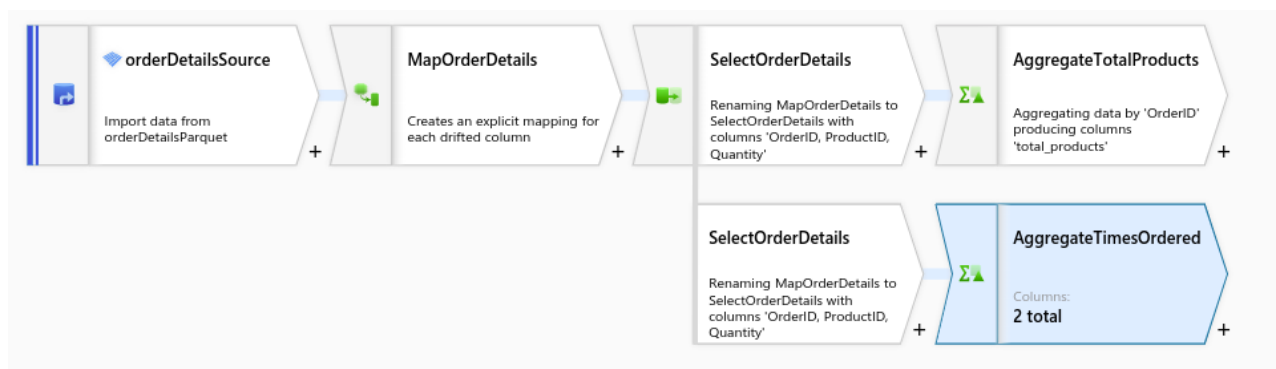 orderDetailsSource
Import data from
orderDetailsParquet
+
MapOrderDetails
Creates an explicit mapping for
each drifted column
+
SelectOrderDetails
Renaming MapOrderDetails to
SelectOrderDetails with
columns 'OrderID, ProductID,
Quantity'
+
AggregateTotalProducts
Aggregating data by 'OrderID'
producing columns
'total_products'
+
SelectOrderDetails
Renaming MapOrderDetails to
SelectOrderDetails with
columns 'OrderID, ProductID,
Quantity'
+
AggregateTimesOrdered
Columns:
2 total
+